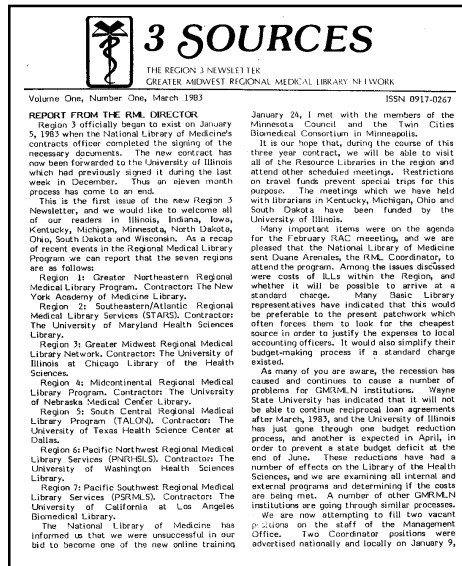 3 SOURCES
THE REGION 3 NEWSLETTER
GREATER MIDWEST REGIONAL MEDICAL LIBRARY NETWORK
Volume One, Number One, March 1983
ISSN 0917-0267
REPORT FROM THE RML DIRECTOR
Region 3 officially began to exist on January
5, 1983 when the National Library of Medicine's
contracts officer completed the signing of the
necessary documents. The new contract has
now been forwarded to the University of Illinois
which had previously signed it during the last
week in December. Thus an eleven month
process has come to an end.
This is the first issue of the new Region 3
Newsletter, and we would like to welcome all
of our readers in Illinois, Indiana, Iowa,
Kentucky, Michigan, Minnesota, North Dakota,
Ohio, South Dakota and Wisconsin. As a recap
of recent events in the Regional Medical Library
Program we can report that the seven regions
are as follows:
Region 1: Greater Northeastern Regional
Medical Library Program. Contractor: The New
York Academy of Medicine Library.
Region 2: Southeastern/Atlantic Regional
Medical Library Services (STARS). Contractor:
The University of Maryland Health Sciences
Library.
Region 3: Greater Midwest Regional Medical
Library Network. Contractor: The University of
Illinois at Chicago Library of the Health
Sciences.
Region 4: Midcontinental Regional Medical
Library Program. Contractor: The University
of Nebraska Medical Center Library.
Region 5: South Central Regional Medical
Library Program (TALON). Contractor: The
University of Texas Health Science Center at
Dallas.
Region 6: Pacific Northwest Regional Medical
Library Services (PNRHSLS). Contractor: The
University of Washington Health Sciences
Library.
Region 7: Pacific Southwest Regional Medical
Library Services (PSRMLS). Contractor: The
University of California at Los Angeles
Biomedical Library.
The National Library of Medicine has
informed us that we were unsuccessful in our
bid to become one of the new online training
January 24, I met with the members of the
Minnesota Council and the Twin Cities
Biomedical Consortium in Minneapolis.
It is our hope that, during the course of this
three year contract, we will be able to visit
all of the Resource Libraries in the region and
attend other scheduled meetings. Restrictions
on travel funds prevent special trips for this
purpose. The meetings which we have held
with librarians in Kentucky, Michigan, Ohio and
South Dakota have been funded by the
University of Illinois.
Many important items were on the agenda
for the February RAC meeting, and we are
pleased that the National Library of Medicine
sent Duane Arenales, the RML Coordinator, to
attend the program. Among the issues discussed
were costs of ILLs within the Region, and
whether it will be possible to arrive at a
standard charge. Many Basic Library
representatives have indicated that this would
be preferable to the present patchwork which
often forces them to look for the cheapest
source in order to justify the expenses to local
accounting officers. It would also simplify their
budget-making process if a standard charge
existed.
As many of you are aware, the recession has
caused and continues to cause a number of
problems for GMRMLN institutions. Wayne
State University has indicated that it will not
be able to continue reciprocal loan agreements
after March, 1983, and the University of Illinois
has just gone through one budget reduction
process, and another is expected in April, in
order to prevent a state budget deficit at the
end of June. These reductions have had a
number of effects on the Library of the Health
Sciences, and we are examining all internal and
external programs and determining if the costs
are being met. A number of other GMRMLN
institutions are going through similar processes.
We are now attempting to fill two vacant
positions on the staff of the Management
Office. Two Coordinator positions were
advertised nationally and locally on January 9,